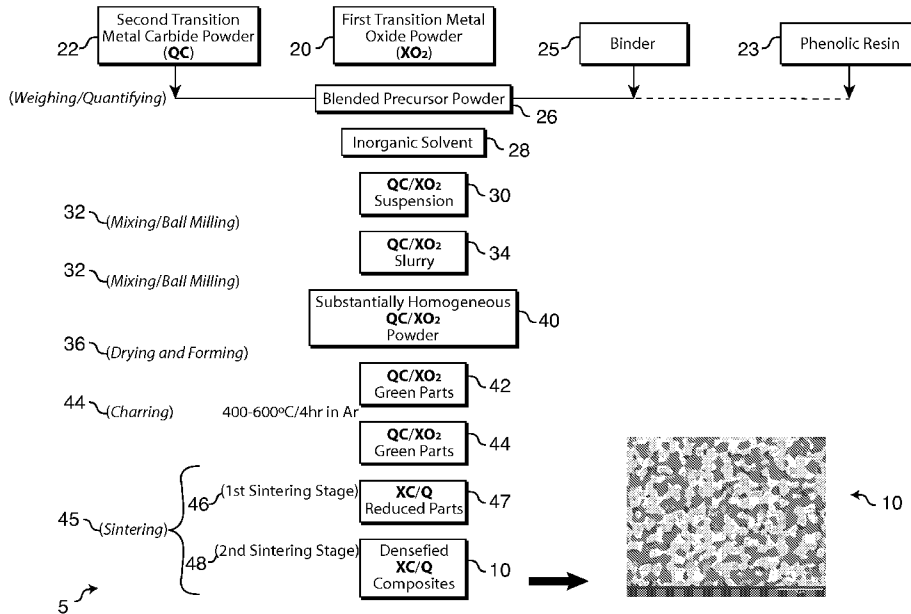 Second Transition
Metal Carbide Powder
(QC)
22
First Transition Metal
Oxide Powder
(XO₂)
20
Binder
25
Phenolic Resin
23
(Weighing/Quantifying)
Blended Precursor Powder
26
Inorganic Solvent
28
QC/XO₂
Suspension
30
32
(Mixing/Ball Milling)
QC/XO₂
Slurry
34
32
(Mixing/Ball Milling)
Substantially Homogeneous
QC/XO₂
Powder
40
36
(Drying and Forming)
QC/XO₂
Green Parts
42
44
(Charring)
400-600ºC/4hr in Ar
QC/XO₂
Green Parts
44
45
(Sintering)
46
(1st Sintering Stage)
XC/Q
Reduced Parts
47
48
(2nd Sintering Stage)
Densefied
XC/Q
Composites
10
10
5